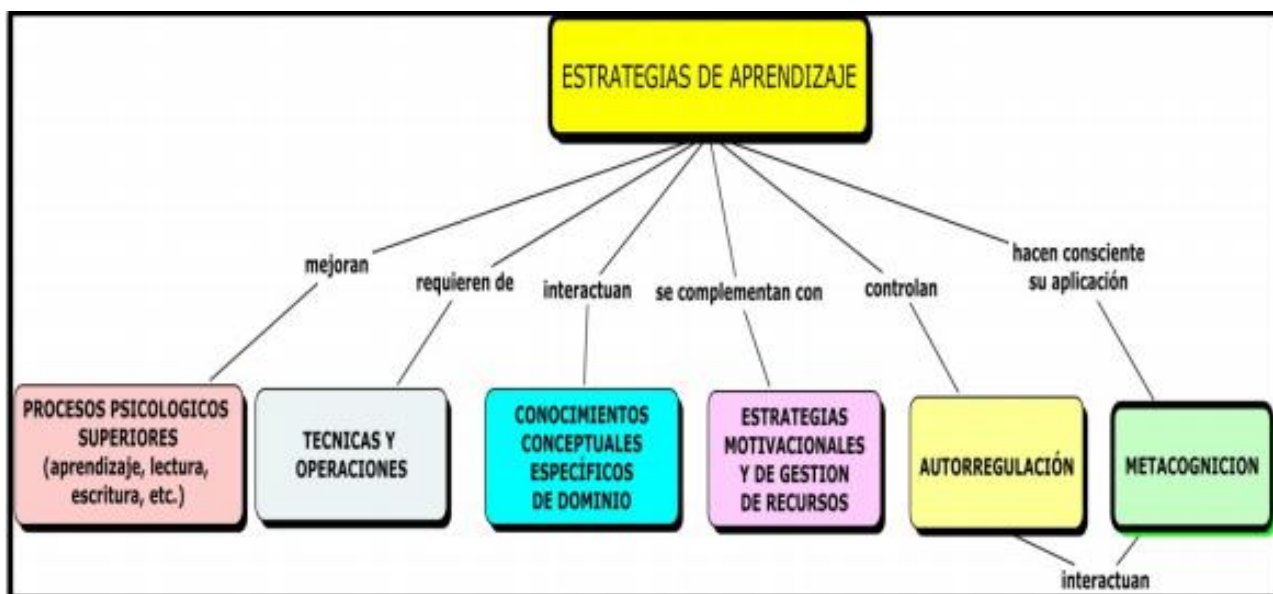 ESTRATEGIAS DE APRENDIZAJE
mejoran
requieren de
interactuan
se complementan con
controlan
hacen consciente
su aplicación
PROCESOS PSICOLOGICOS
SUPERIORES
(aprendizaje, lectura,
escritura, etc.)
TECNICAS Y
OPERACIONES
CONOCIMIENTOS
CONCEPTUALES
ESPECÍFICOS
DE DOMINIO
ESTRATEGIAS
MOTIVACIONALES
Y DE GESTION
DE RECURSOS
AUTORREGULACIÓN
METACOGNICION
interactuan